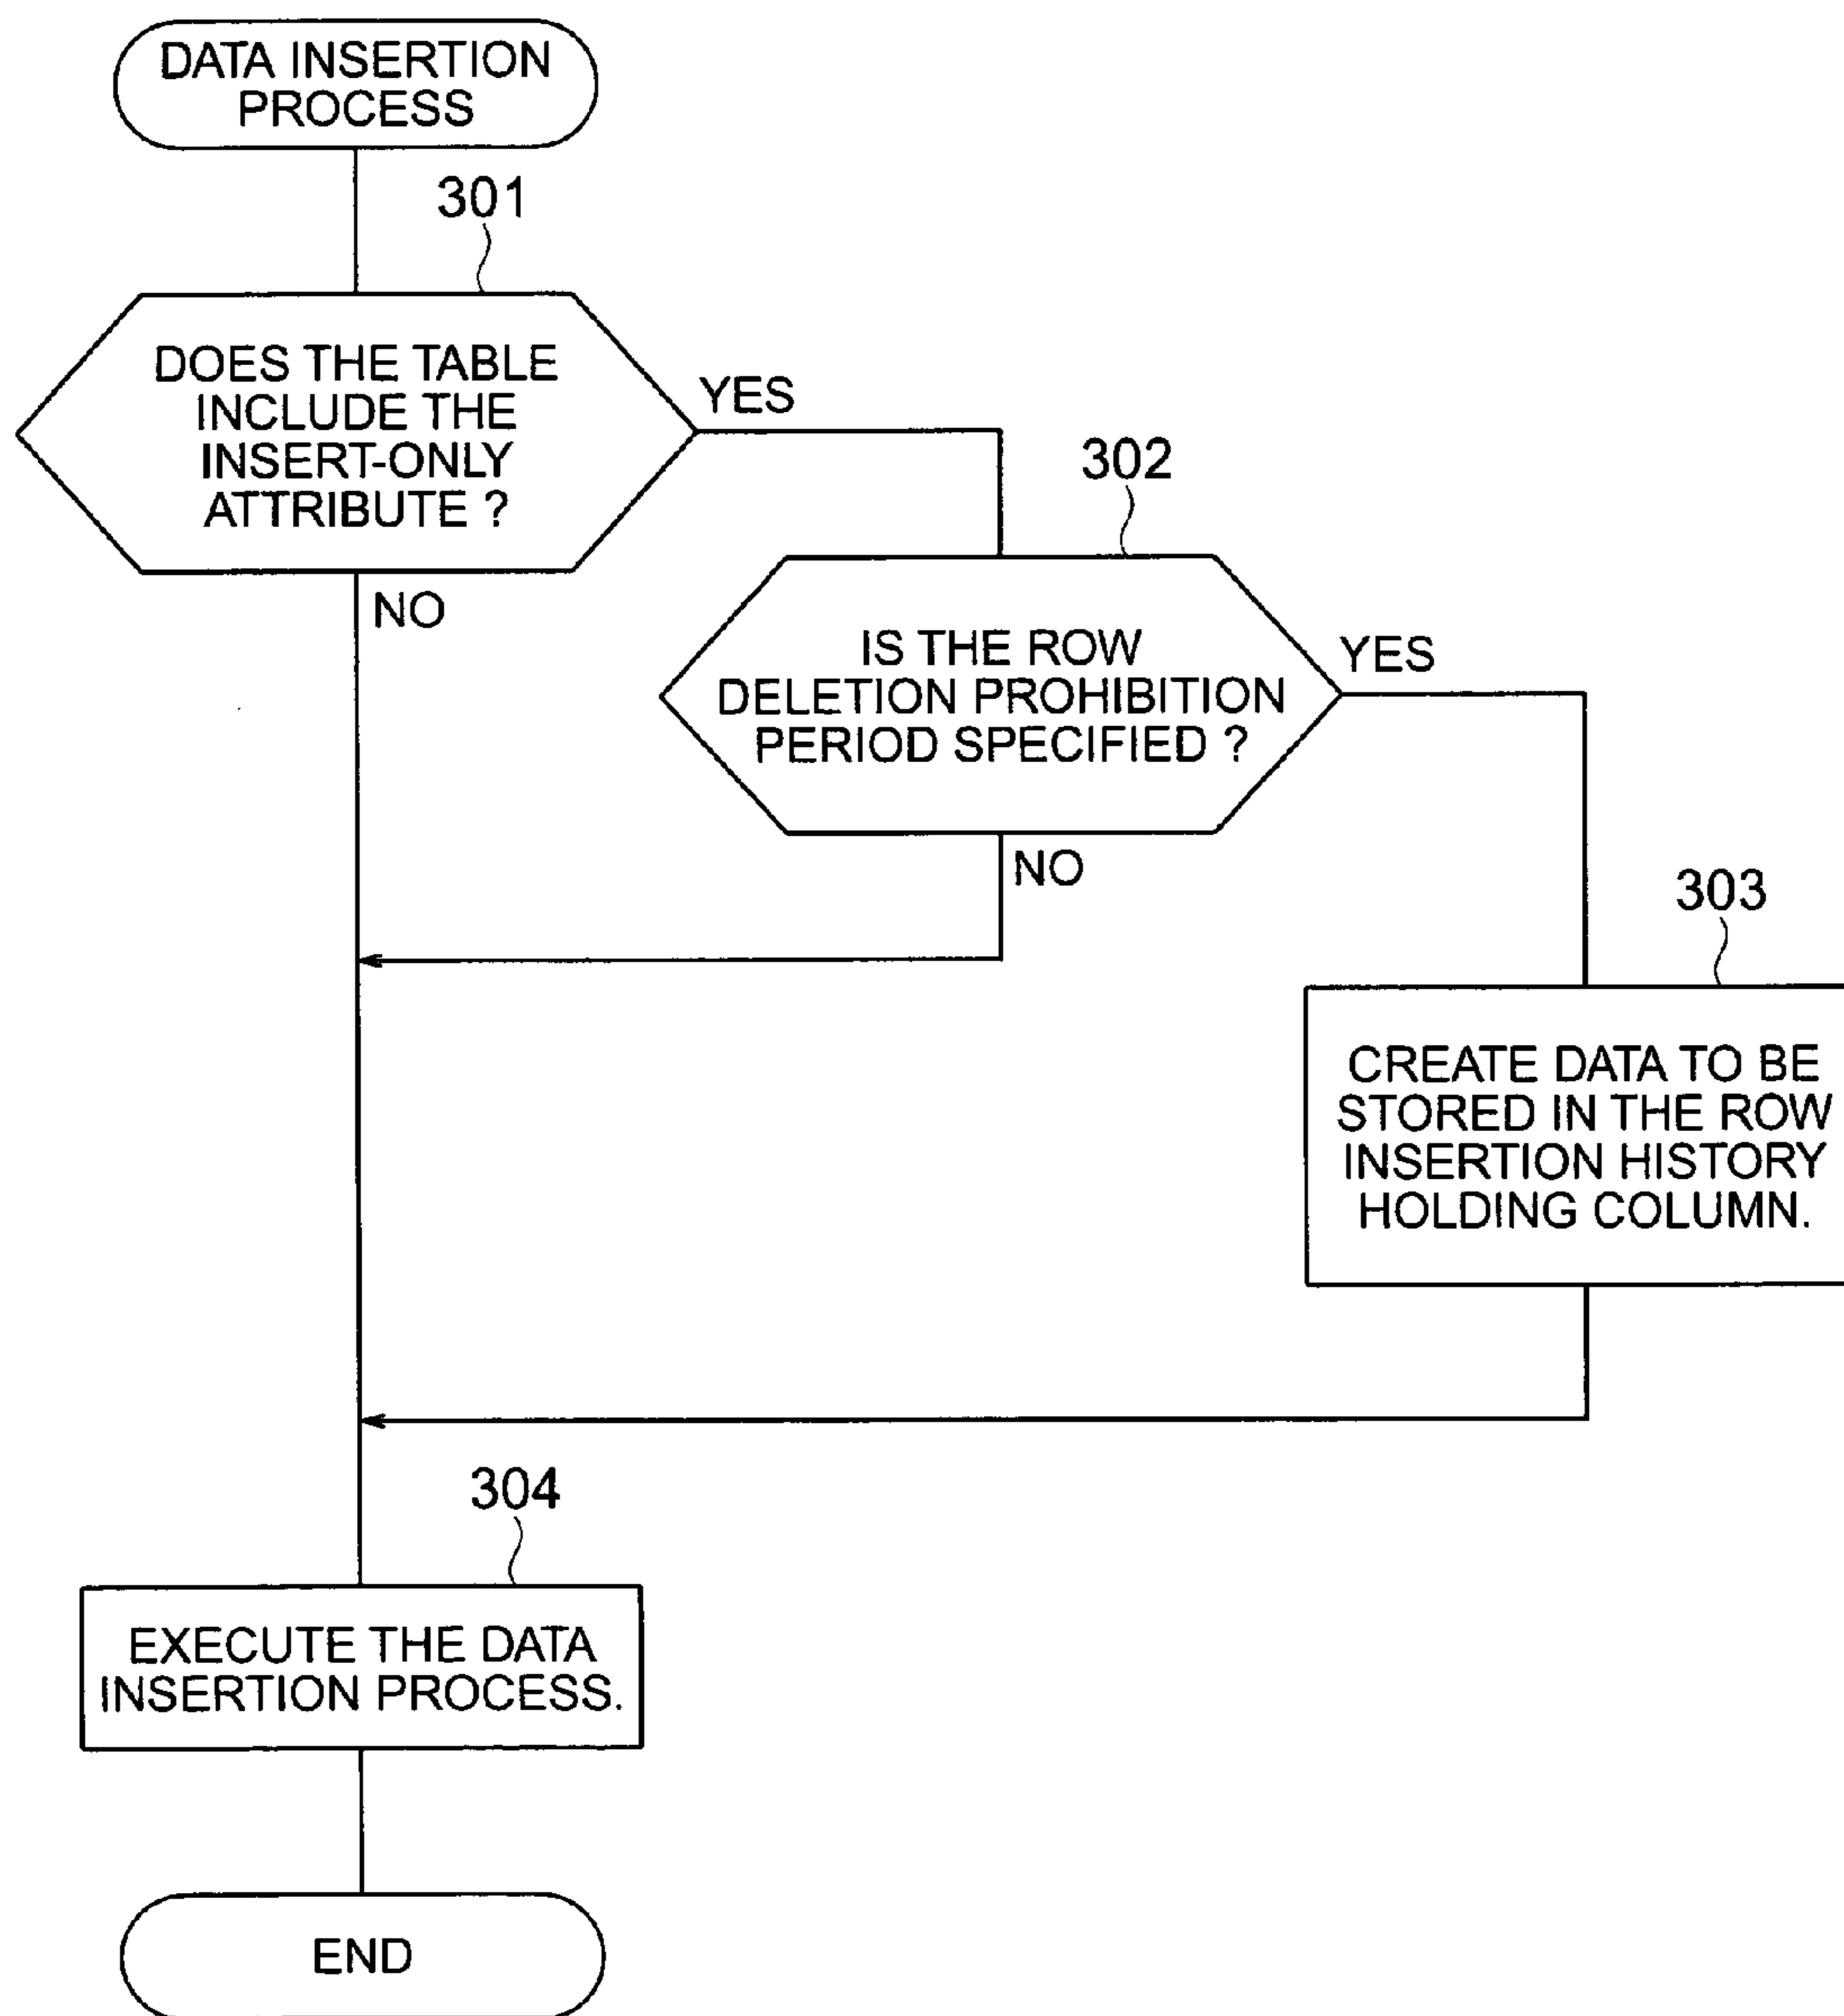 DATA INSERTION
PROCESS
301
DOES THE TABLE
INCLUDE THE
INSERT-ONLY
ATTRIBUTE ?
YES
NO
302
IS THE ROW
DELETION PROHIBITION
PERIOD SPECIFIED ?
YES
NO
303
CREATE DATA TO BE
STORED IN THE ROW
INSERTION HISTORY
HOLDING COLUMN.
304
EXECUTE THE DATA
INSERTION PROCESS.
END